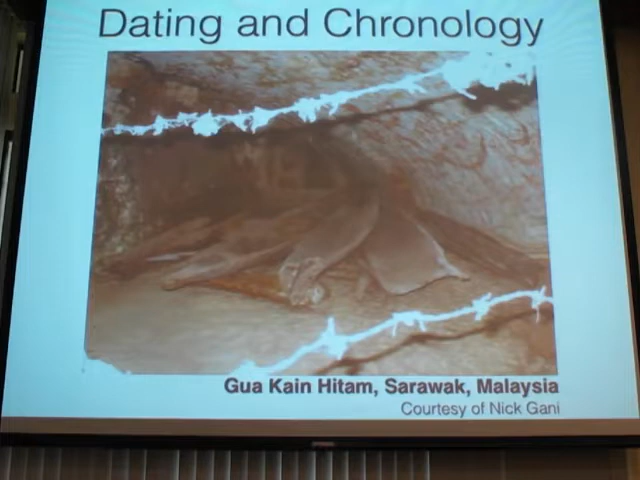 Dating and Chronology
Gua Kain Hitam, Sarawak, Malaysia
Courtesy of Nick Gani